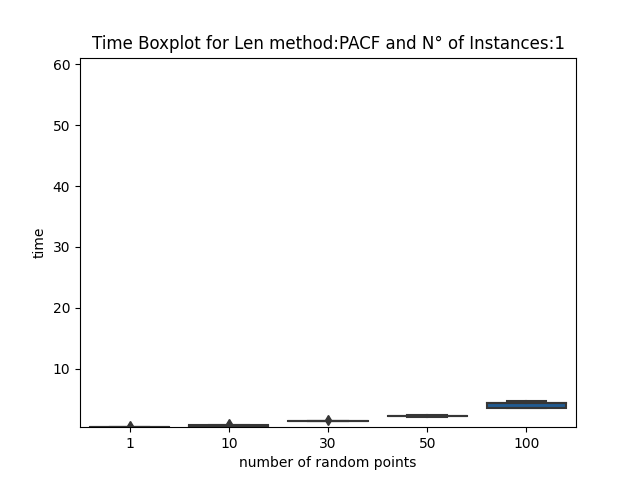 Time Boxplot for Len method:PACF and N° of Instances:1
60
50
40
30
20
10
time
1 10 30 50 100
number of random points